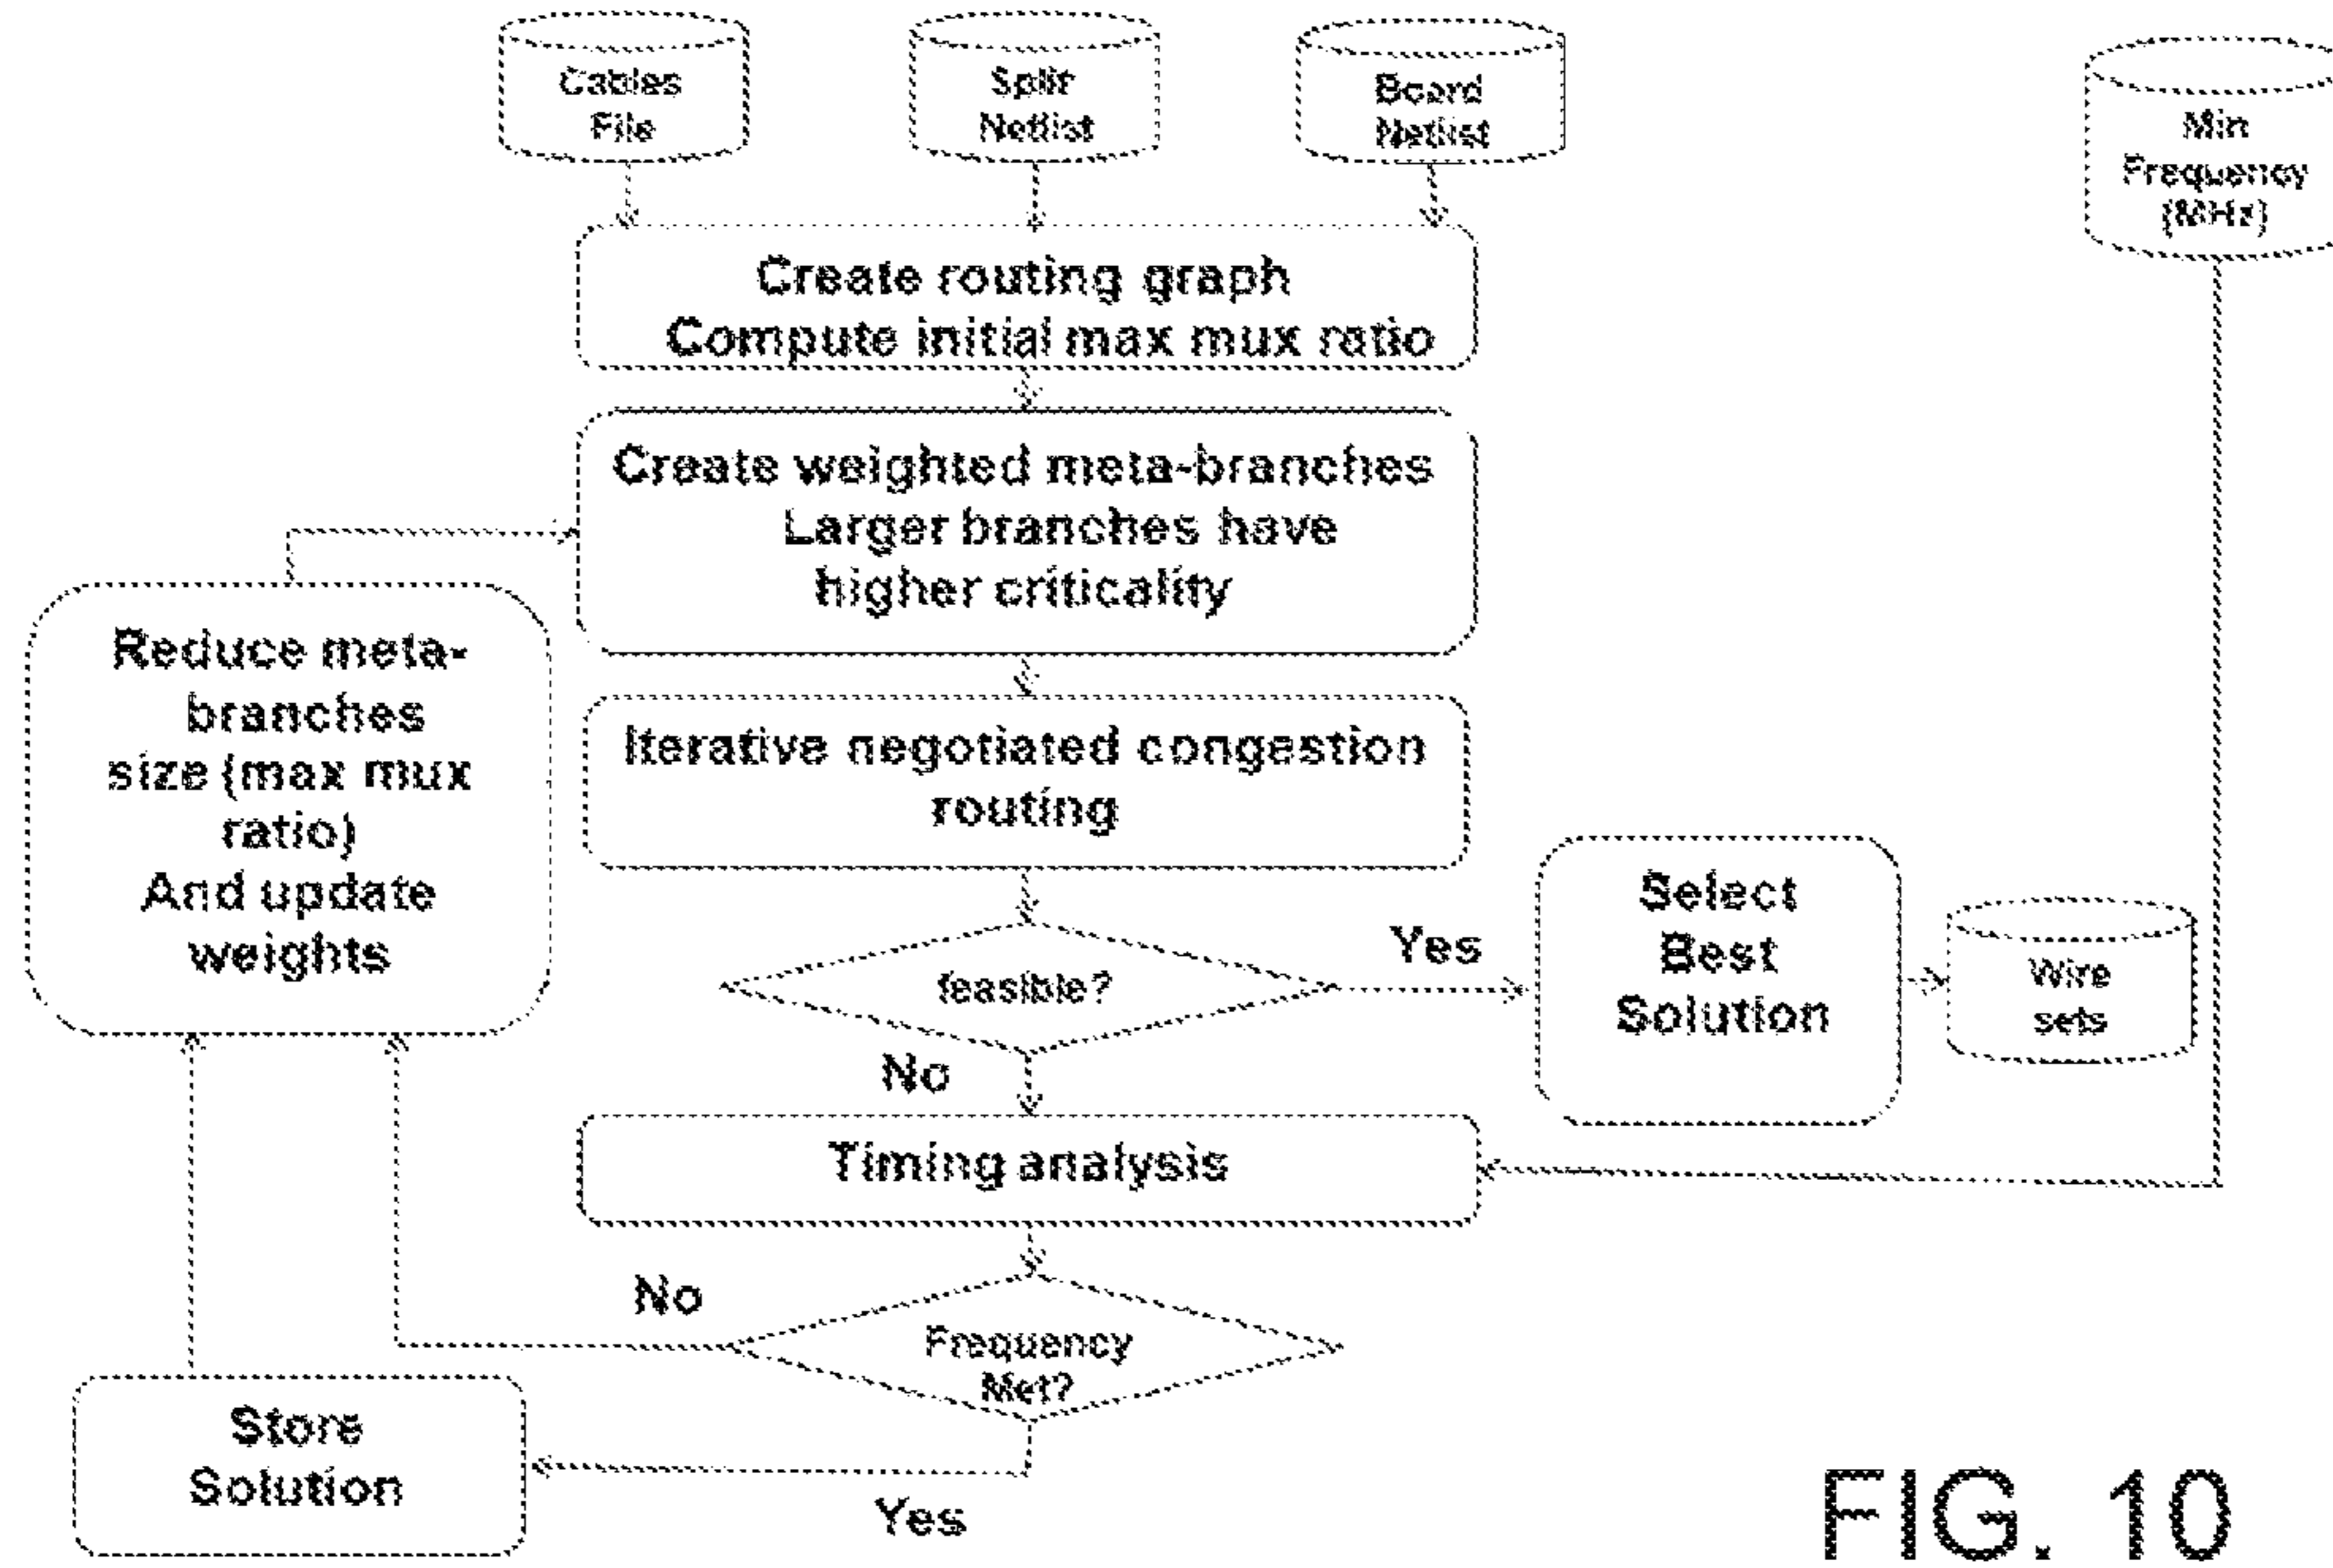 Cables
File
Split
Netlist
Board
Netlist
Min
Frequency
(MHz)
Create routing graph
Compute initial max mux ratio
Create weighted meta-branches
Larger branches have
higher criticality
Reduce meta-
branches
size (max mux
ratio)
And update
weights
Iterative negotiated congestion
routing
feasible?
Yes
Select
Best
Solution
Wire
sets
No
Timing analysis
No
Frequency
Met?
Store
Solution
Yes
FIG. 10